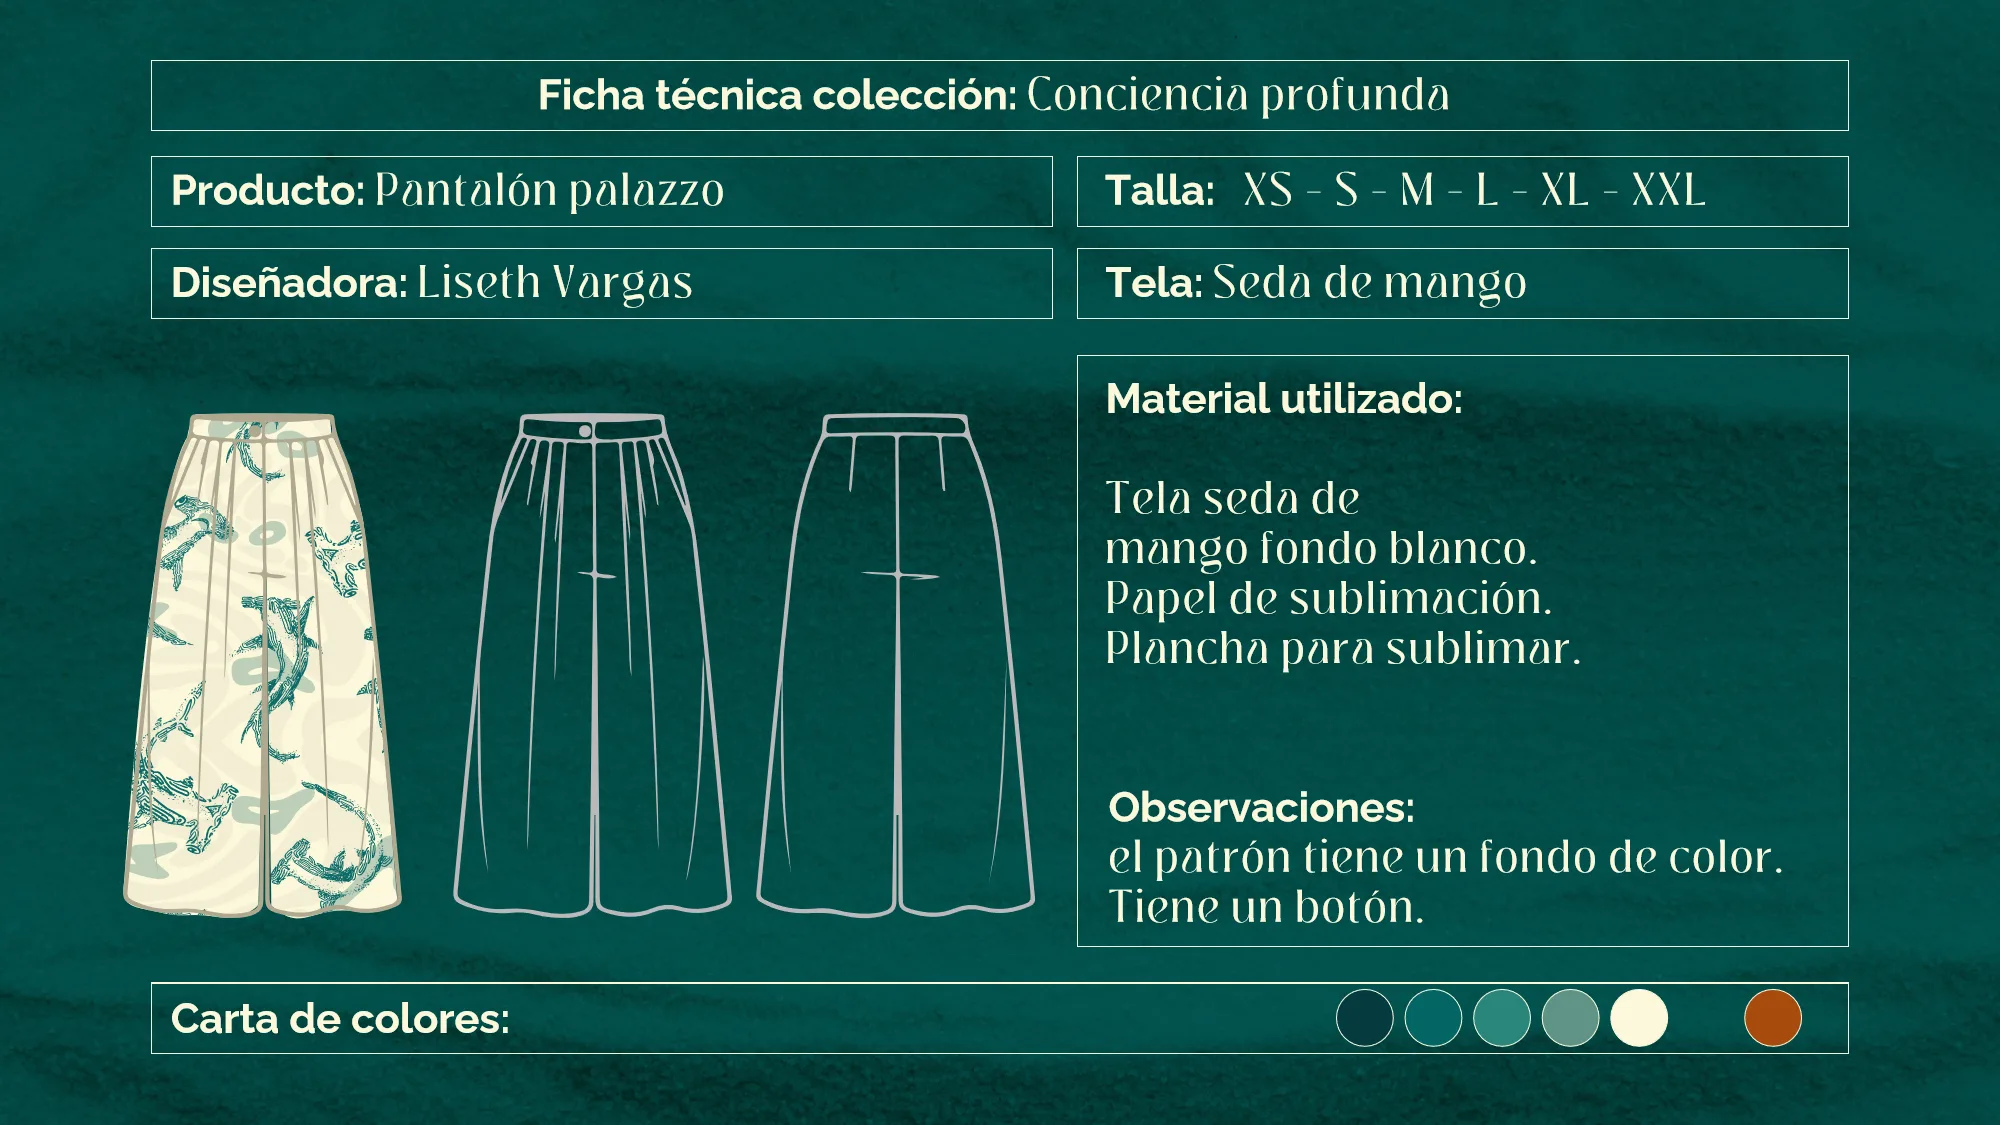 Ficha técnica colección: Conciencia profunda
Producto: Pantalón palazzo
Talla: XS - S - M - L - XL - XXL
Diseñadora: Liseth Vargas
Tela: Seda de mango
Material utilizado:
Tela seda de
mango fondo blanco.
Papel de sublimación.
Plancha para sublimar.
Observaciones:
el patrón tiene un fondo de color.
Tiene un botón.
Carta de colores: